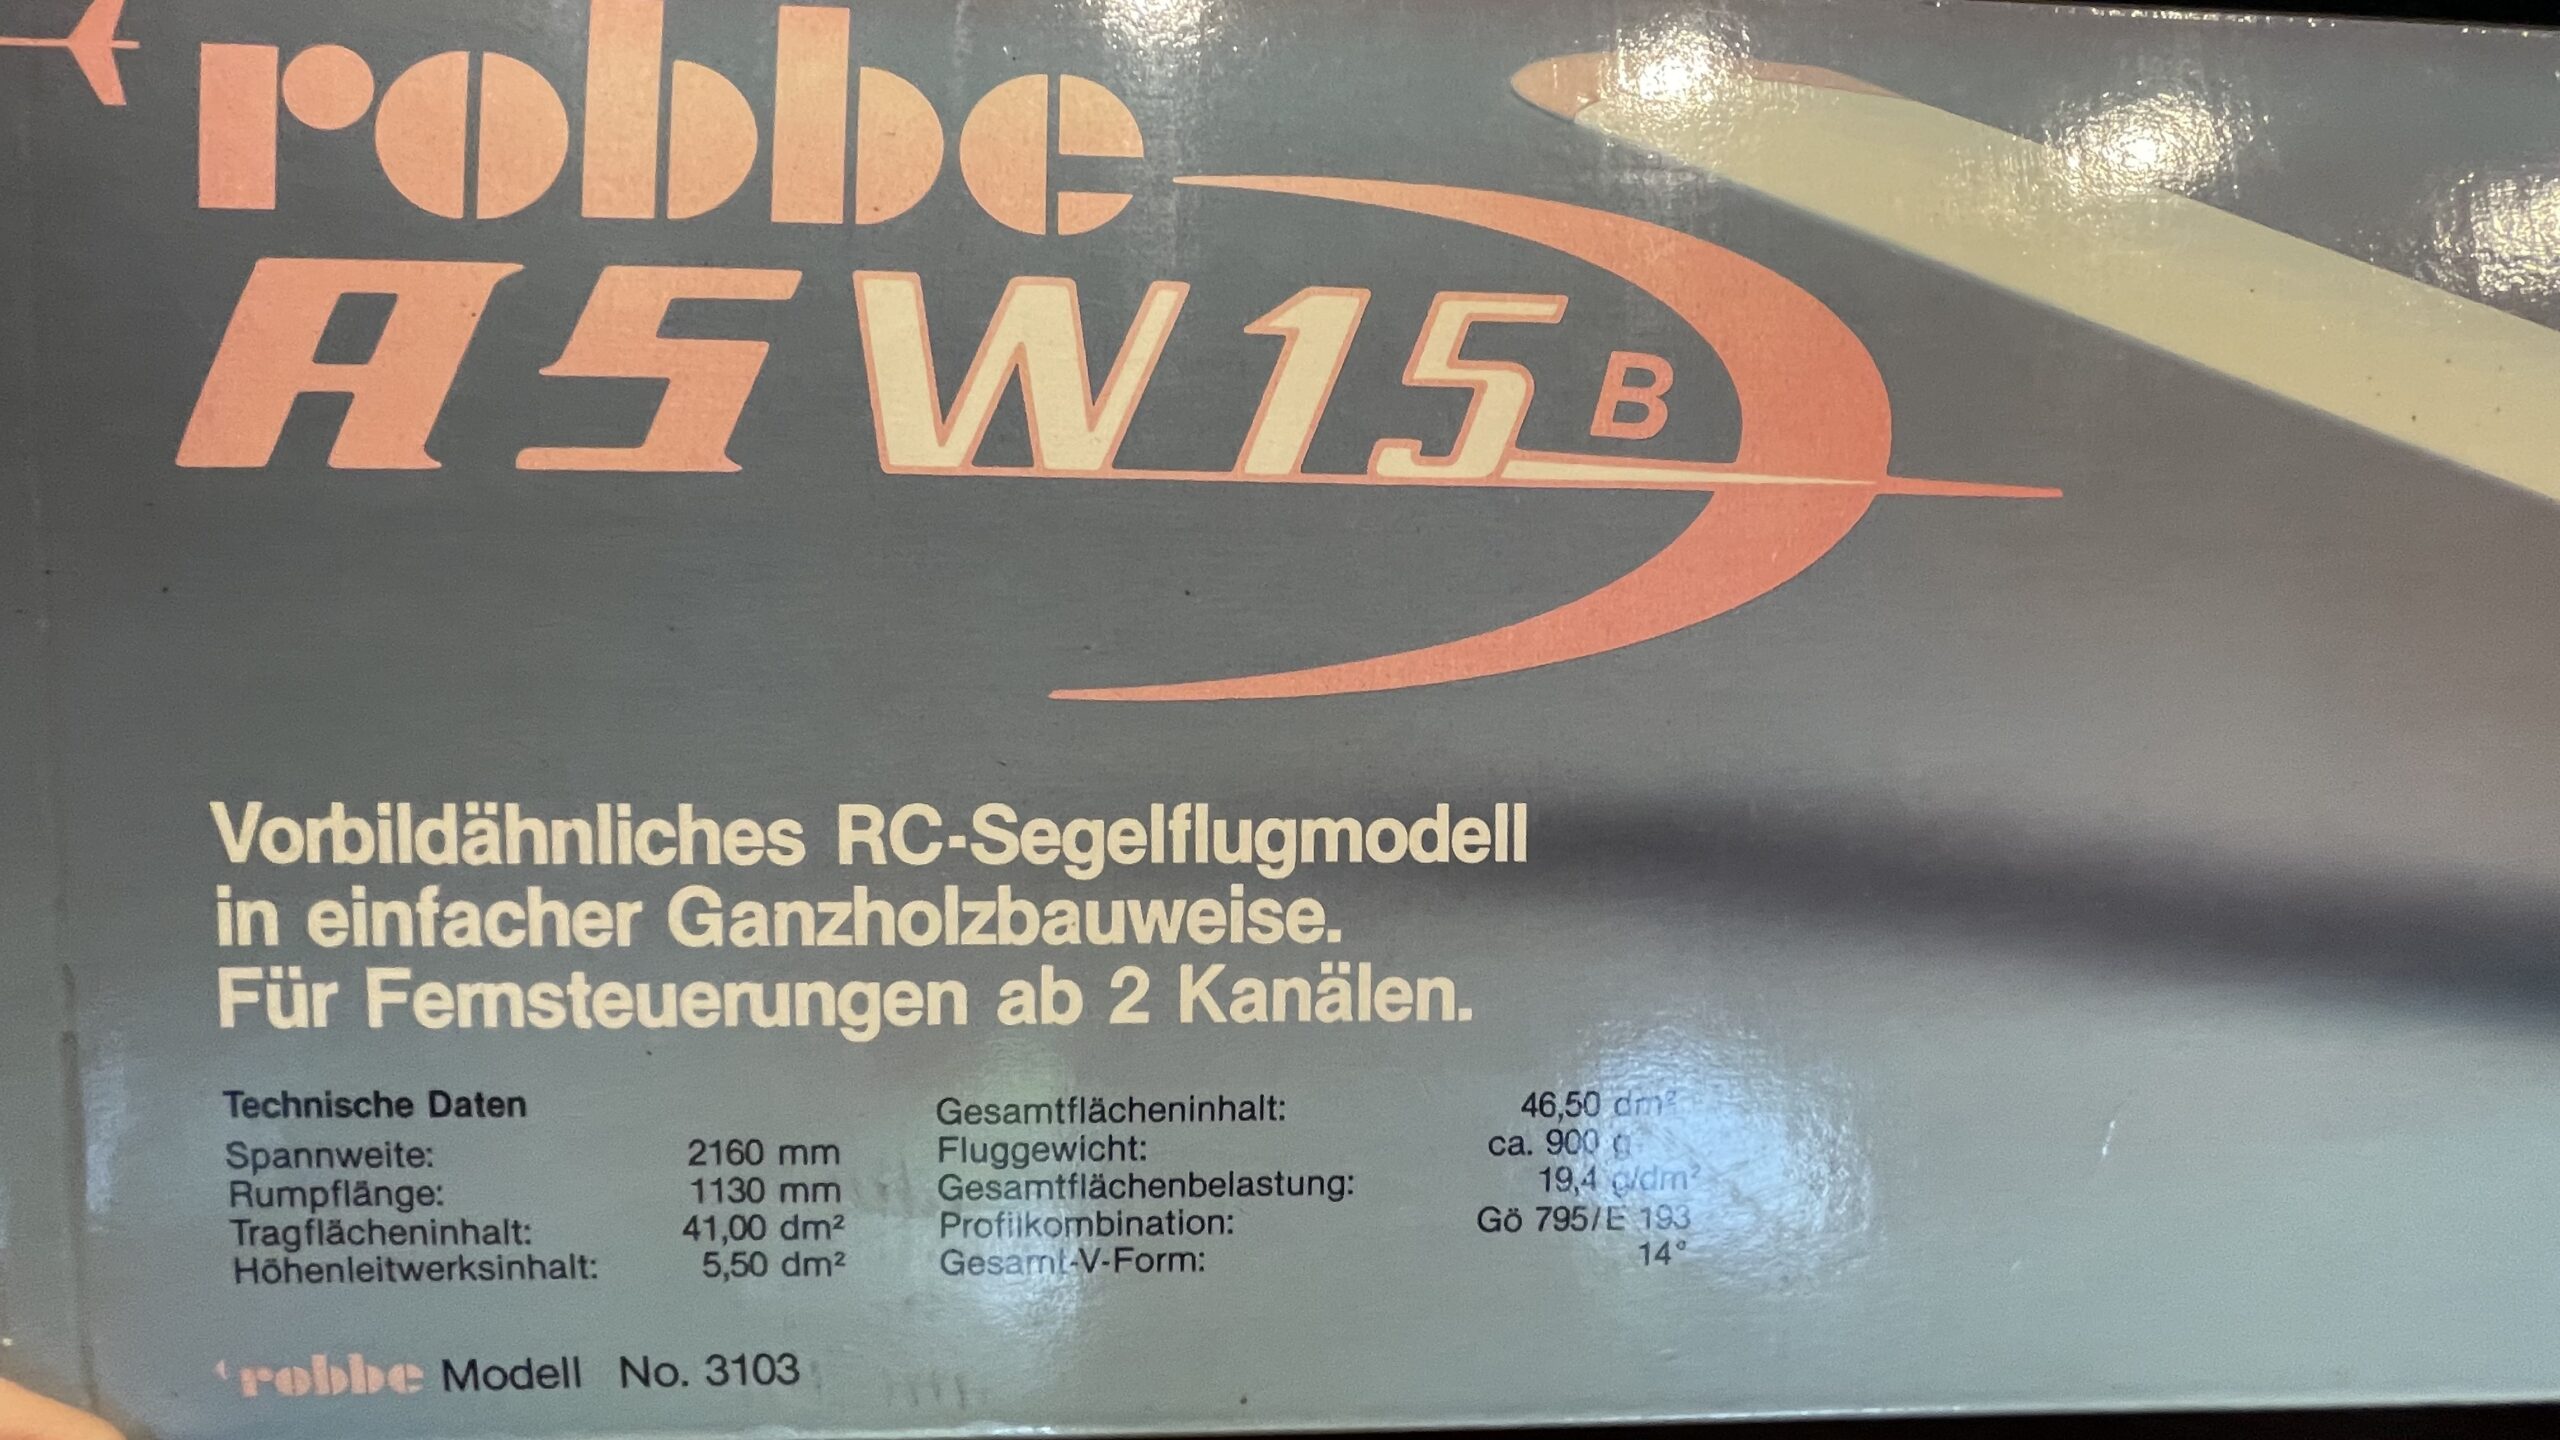 robbe
ASW15 B
Vorbildähnliches RC-Segelflugmodell
in einfacher Ganzholzbauweise.
Für Fernsteuerungen ab 2 Kanälen.
Technische Daten
Spannweite: 2160 mm
Rumpflänge: 1130 mm
Tragflächeninhalt: 41,00 dm²
Höhenleitwerksinhalt: 5,50 dm²
Gesamtflächeninhalt: 46,50 dm²
Fluggewicht: ca. 900 g
Gesamtflächenbelastung: 19,4 g/dm²
Profilkombination: Gö 795/E 193
Gesamt-V-Form: 14°
robbe Modell No. 3103